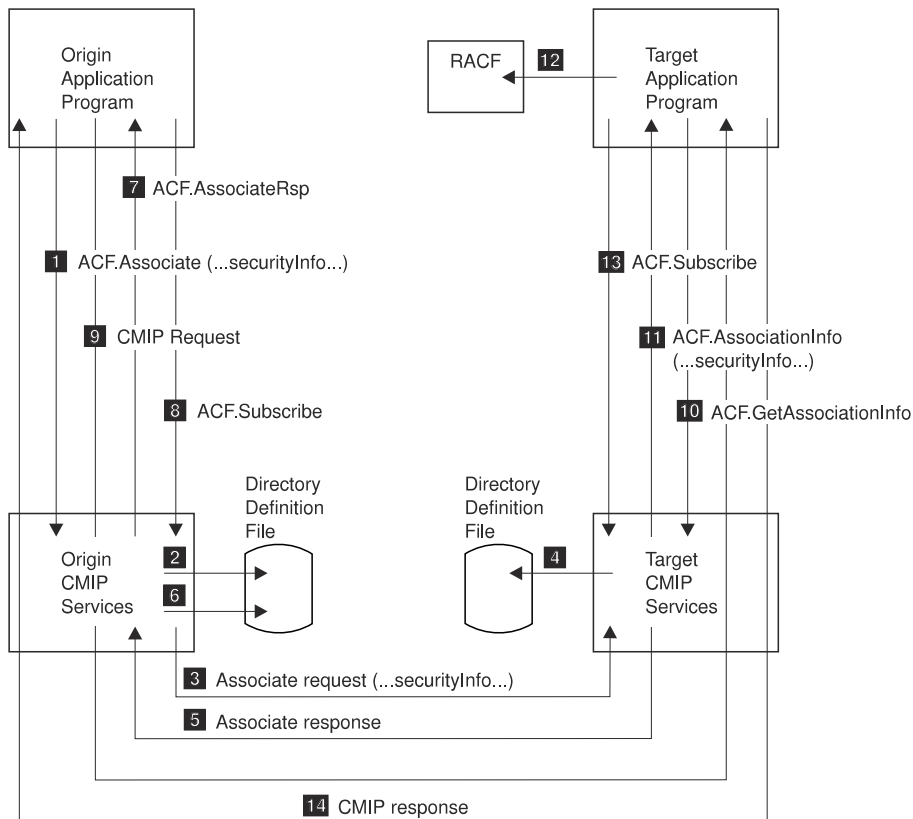 Origin
Application
Program
RACF
12
Target
Application
Program
7 ACF.AssociateRsp
1 ACF.Associate (...securityInfo...)
13 ACF.Subscribe
9 CMIP Request
11 ACF.AssociationInfo
(...securityInfo...)
8 ACF.Subscribe
10 ACF.GetAssociationInfo
Directory
Definition
File
Directory
Definition
File
Origin
CMIP
Services
2
6
4
Target
CMIP
Services
3 Associate request (...securityInfo...)
5 Associate response
14 CMIP response